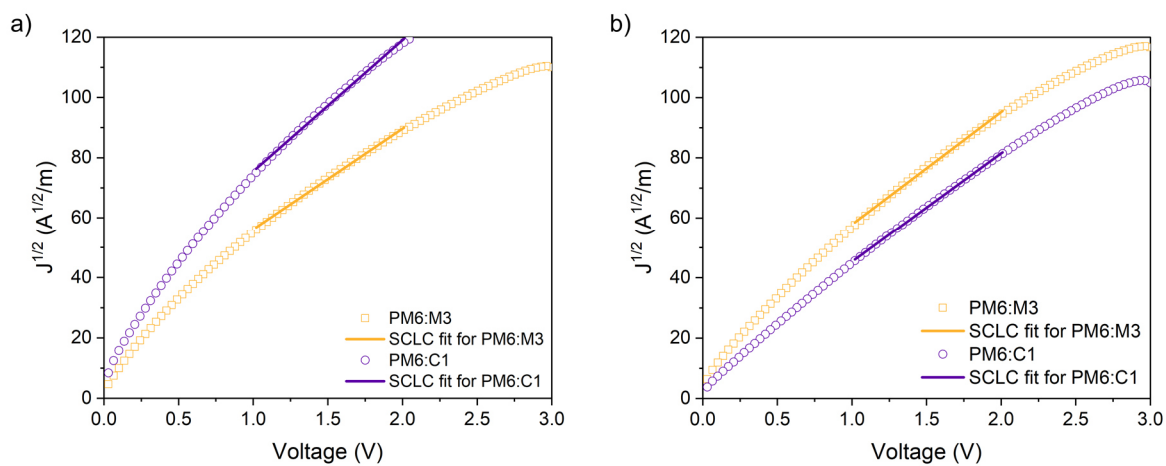 a)
120
100
80
60
40
20
0
J^1/2 (A^1/2/m)
PM6:M3
SCLC fit for PM6:M3
PM6:C1
SCLC fit for PM6:C1
0.0 0.5 1.0 1.5 2.0 2.5 3.0
Voltage (V)
b)
120
100
80
60
40
20
0
J^1/2 (A^1/2/m)
PM6:M3
SCLC fit for PM6:M3
PM6:C1
SCLC fit for PM6:C1
0.0 0.5 1.0 1.5 2.0 2.5 3.0
Voltage (V)